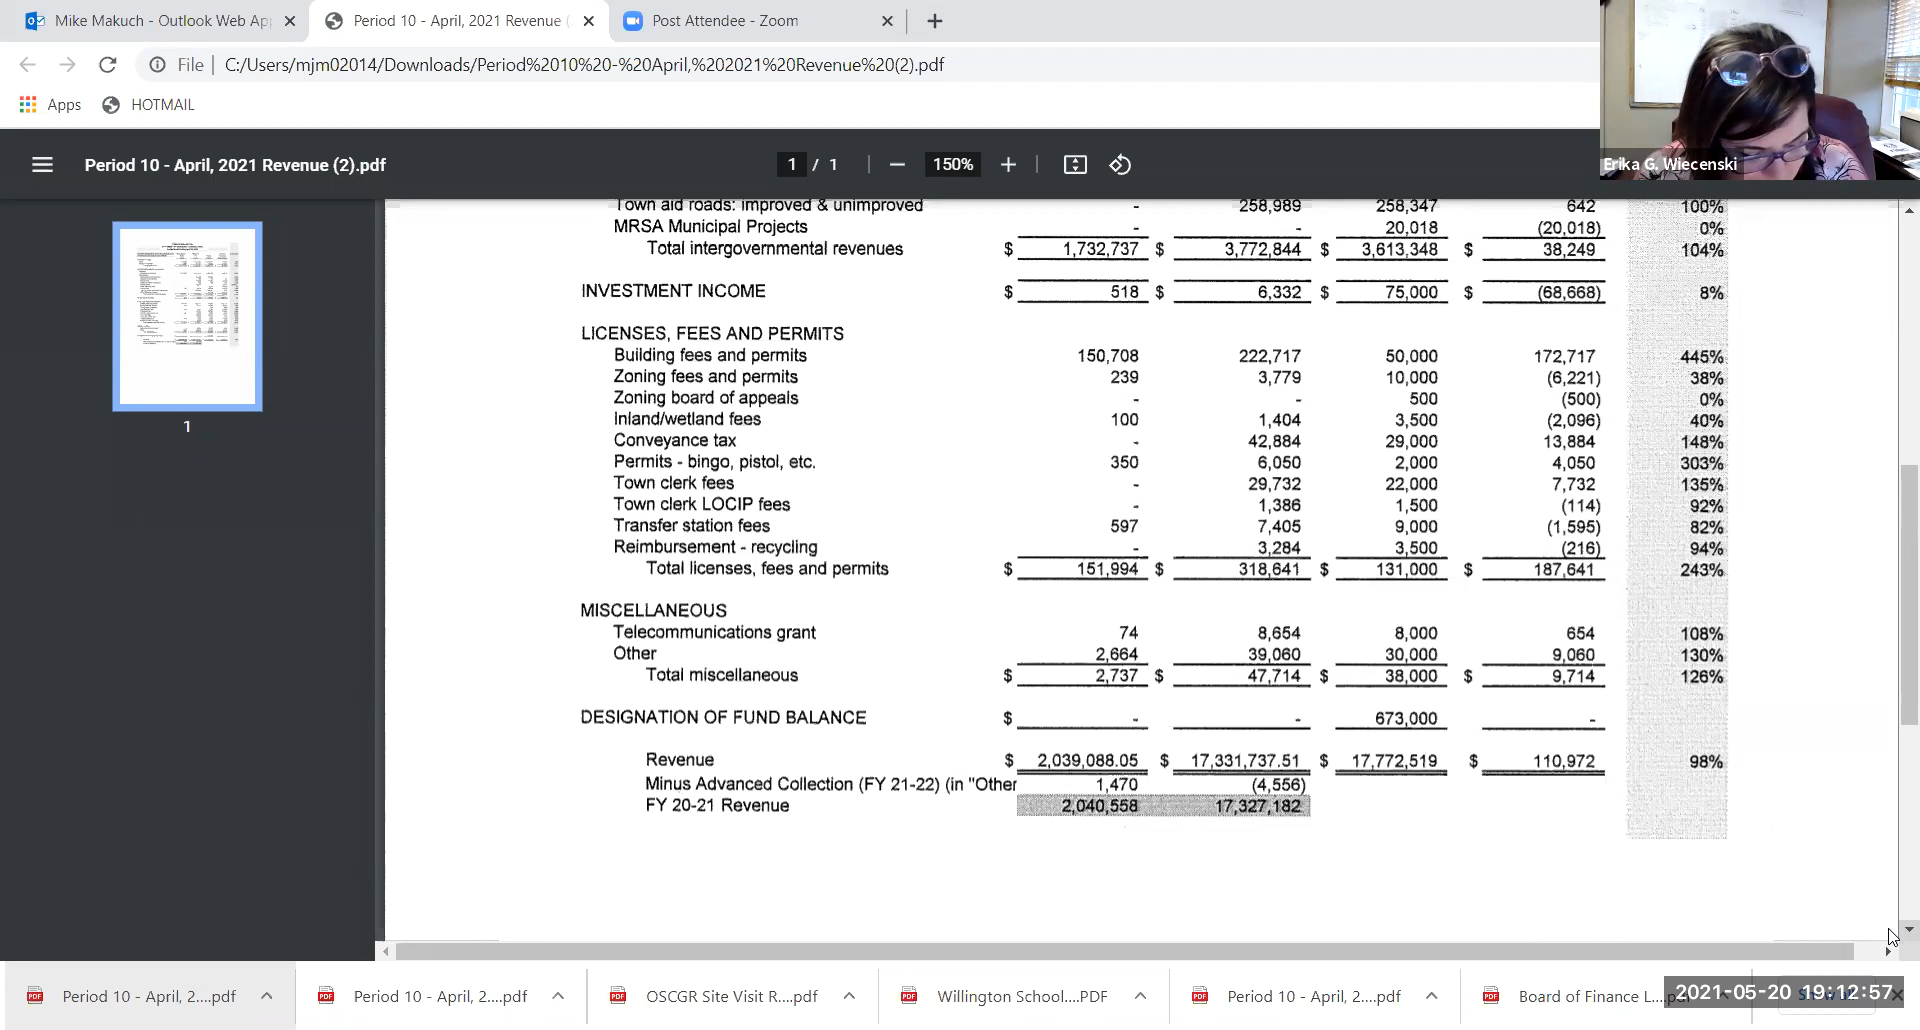 Mike Makuch - Outlook Web Ap
Period 10 - April, 2021 Revenue (
Post Attendee - Zoom
File C:/Users/mjm02014/Downloads/Period%2010%20-%20April,%202021%20Revenue%20(2).pdf
Apps HOTMAIL
Period 10 - April, 2021 Revenue (2).pdf 1 / 1 150%
Erika G. Wiecenski
1
Town aid roads: improved & unimproved - 258,989 258,347 642 100%
MRSA Municipal Projects - - 20,018 (20,018) 0%
Total intergovernmental revenues $ 1,732,737 $ 3,772,844 $ 3,613,348 $ 38,249 104%
INVESTMENT INCOME $ 518 $ 6,332 $ 75,000 $ (68,668) 8%
LICENSES, FEES AND PERMITS
Building fees and permits 150,708 222,717 50,000 172,717 445%
Zoning fees and permits 239 3,779 10,000 (6,221) 38%
Zoning board of appeals - - 500 (500) 0%
Inland/wetland fees 100 1,404 3,500 (2,096) 40%
Conveyance tax - 42,884 29,000 13,884 148%
Permits - bingo, pistol, etc. 350 6,050 2,000 4,050 303%
Town clerk fees - 29,732 22,000 7,732 135%
Town clerk LOCIP fees - 1,386 1,500 (114) 92%
Transfer station fees 597 7,405 9,000 (1,595) 82%
Reimbursement - recycling - 3,284 3,500 (216) 94%
Total licenses, fees and permits $ 151,994 $ 318,641 $ 131,000 $ 187,641 243%
MISCELLANEOUS
Telecommunications grant 74 8,654 8,000 654 108%
Other 2,664 39,060 30,000 9,060 130%
Total miscellaneous $ 2,737 $ 47,714 $ 38,000 $ 9,714 126%
DESIGNATION OF FUND BALANCE $ - - 673,000 -
Revenue $ 2,039,088.05 $ 17,331,737.51 $ 17,772,519 $ 110,972 98%
Minus Advanced Collection (FY 21-22) (in "Other 1,470 (4,556)
FY 20-21 Revenue 2,040,558 17,327,182
Period 10 - April, 2....pdf
Period 10 - April, 2....pdf
OSCGR Site Visit R....pdf
Willington School....PDF
Period 10 - April, 2....pdf
Board of Finance L....pdf
2021-05-20 19:12:57